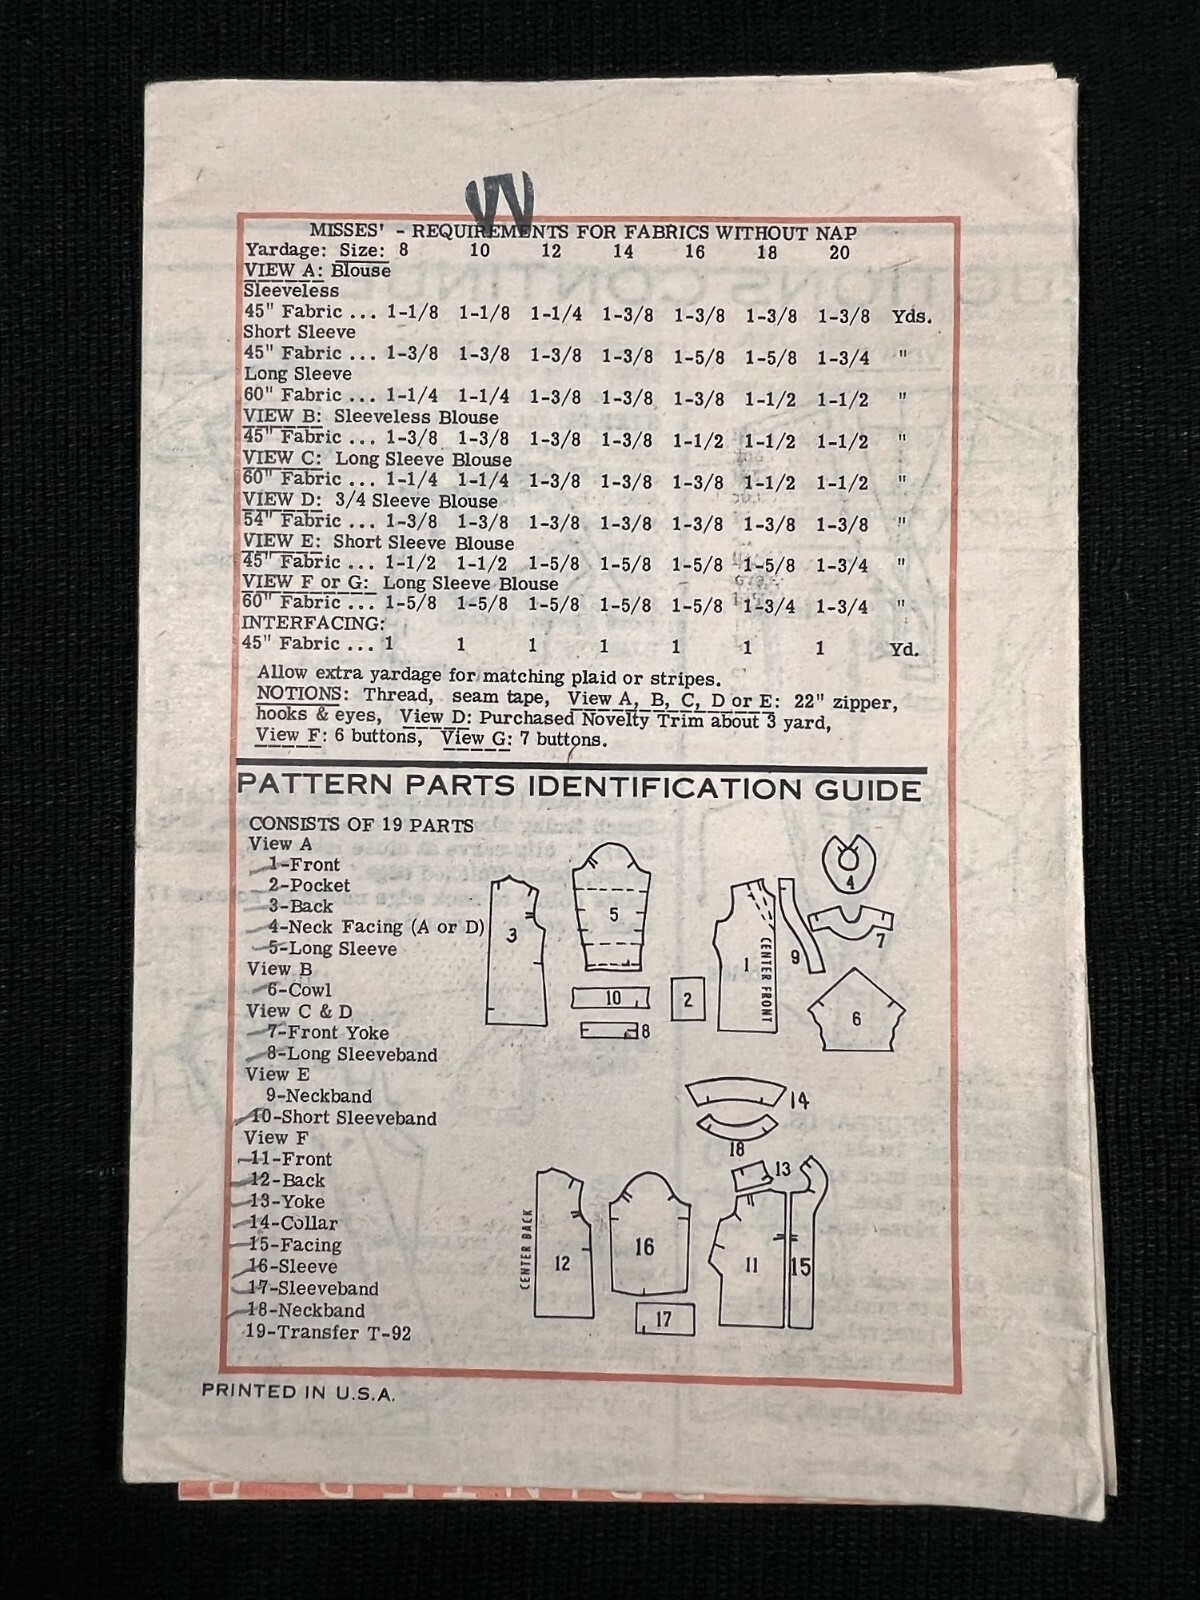 W
MISSES' - REQUIREMENTS FOR FABRICS WITHOUT NAP
Yardage: Size: 8 10 12 14 16 18 20
VIEW A: Blouse
Sleeveless
45" Fabric ... 1-1/8 1-1/8 1-1/4 1-3/8 1-3/8 1-3/8 1-3/8 Yds.
Short Sleeve
45" Fabric ... 1-3/8 1-3/8 1-3/8 1-3/8 1-5/8 1-5/8 1-3/4 "
Long Sleeve
60" Fabric ... 1-1/4 1-1/4 1-3/8 1-3/8 1-3/8 1-1/2 1-1/2 "
VIEW B: Sleeveless Blouse
45" Fabric ... 1-3/8 1-3/8 1-3/8 1-3/8 1-1/2 1-1/2 1-1/2 "
VIEW C: Long Sleeve Blouse
60" Fabric ... 1-1/4 1-1/4 1-3/8 1-3/8 1-3/8 1-1/2 1-1/2 "
VIEW D: 3/4 Sleeve Blouse
54" Fabric ... 1-3/8 1-3/8 1-3/8 1-3/8 1-3/8 1-3/8 1-3/8 "
VIEW E: Short Sleeve Blouse
45" Fabric ... 1-1/2 1-1/2 1-5/8 1-5/8 1-5/8 1-5/8 1-3/4 "
VIEW F or G: Long Sleeve Blouse
60" Fabric ... 1-5/8 1-5/8 1-5/8 1-5/8 1-5/8 1-3/4 1-3/4 "
INTERFACING:
45" Fabric ... 1 1 1 1 1 1 1 Yd.
Allow extra yardage for matching plaid or stripes.
NOTIONS: Thread, seam tape, View A, B, C, D or E: 22" zipper,
hooks & eyes, View D: Purchased Novelty Trim about 3 yard,
View F: 6 buttons, View G: 7 buttons.
PATTERN PARTS IDENTIFICATION GUIDE
CONSISTS OF 19 PARTS
View A
1-Front
2-Pocket
3-Back
4-Neck Facing (A or D)
5-Long Sleeve
View B
6-Cowl
View C & D
7-Front Yoke
8-Long Sleeveband
View E
9-Neckband
10-Short Sleeveband
View F
11-Front
12-Back
13-Yoke
14-Collar
15-Facing
16-Sleeve
17-Sleeveband
18-Neckband
19-Transfer T-92
3
5
10
8
2
1
CENTER FRONT
9
4
7
6
14
18
13
CENTER BACK
12
16
17
11
15
PRINTED IN U.S.A.